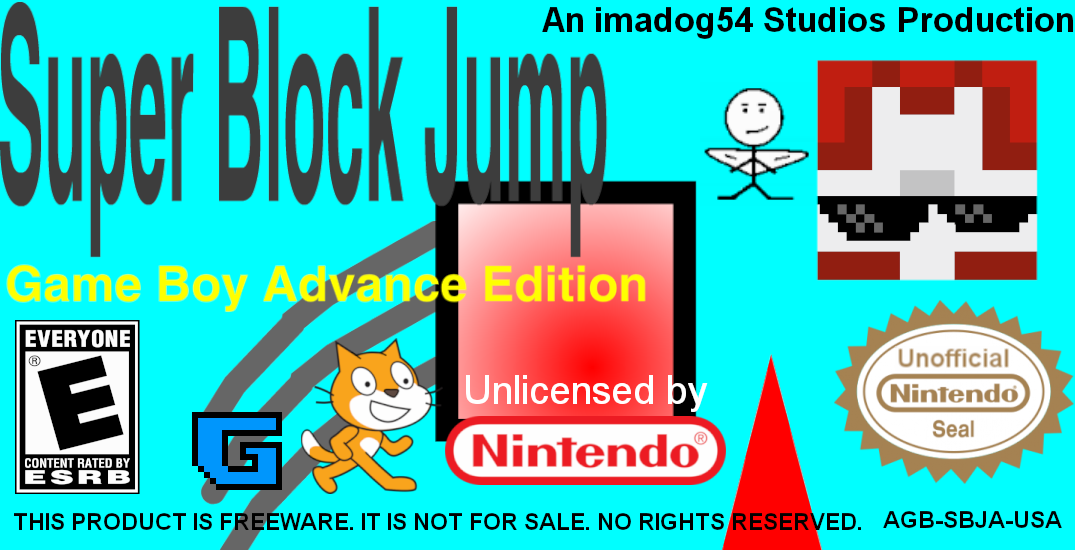 An imadog54 Studios Production
Super Block Jump
Game Boy Advance Edition
EVERYONE
®
E
CONTENT RATED BY
ESRB
G
Unlicensed by
Nintendo®
Unofficial
Nintendo®
Seal
THIS PRODUCT IS FREEWARE. IT IS NOT FOR SALE. NO RIGHTS RESERVED.
AGB-SBJA-USA